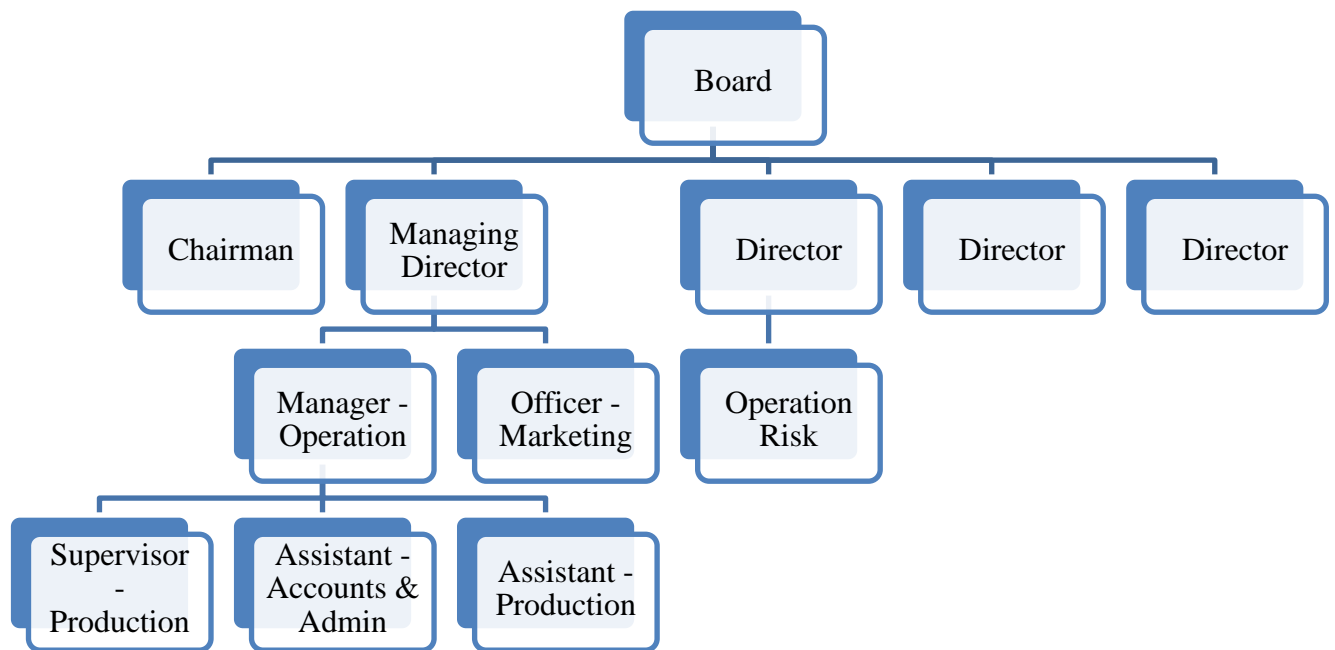 Board
Chairman
Managing
Director
Director
Director
Director
Manager -
Operation
Officer -
Marketing
Operation
Risk
Supervisor
-
Production
Assistant -
Accounts &
Admin
Assistant -
Production